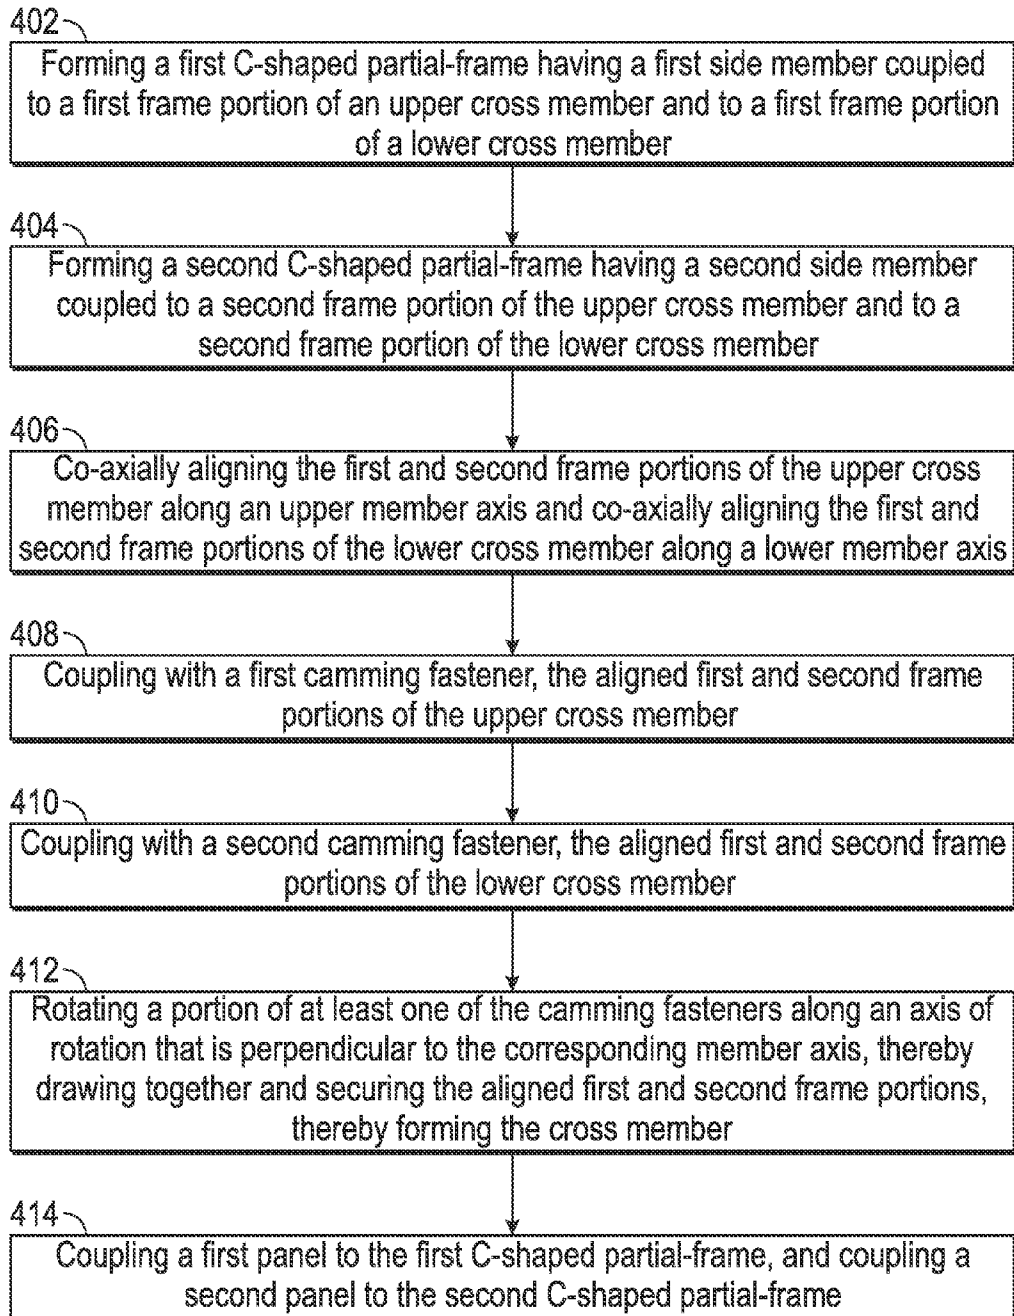 402
Forming a first C-shaped partial-frame having a first side member coupled
to a first frame portion of an upper cross member and to a first frame portion
of a lower cross member
404
Forming a second C-shaped partial-frame having a second side member
coupled to a second frame portion of the upper cross member and to a
second frame portion of the lower cross member
406
Co-axially aligning the first and second frame portions of the upper cross
member along an upper member axis and co-axially aligning the first and
second frame portions of the lower cross member along a lower member axis
408
Coupling with a first camming fastener, the aligned first and second frame
portions of the upper cross member
410
Coupling with a second camming fastener, the aligned first and second frame
portions of the lower cross member
412
Rotating a portion of at least one of the camming fasteners along an axis of
rotation that is perpendicular to the corresponding member axis, thereby
drawing together and securing the aligned first and second frame portions,
thereby forming the cross member
414
Coupling a first panel to the first C-shaped partial-frame, and coupling a
second panel to the second C-shaped partial-frame